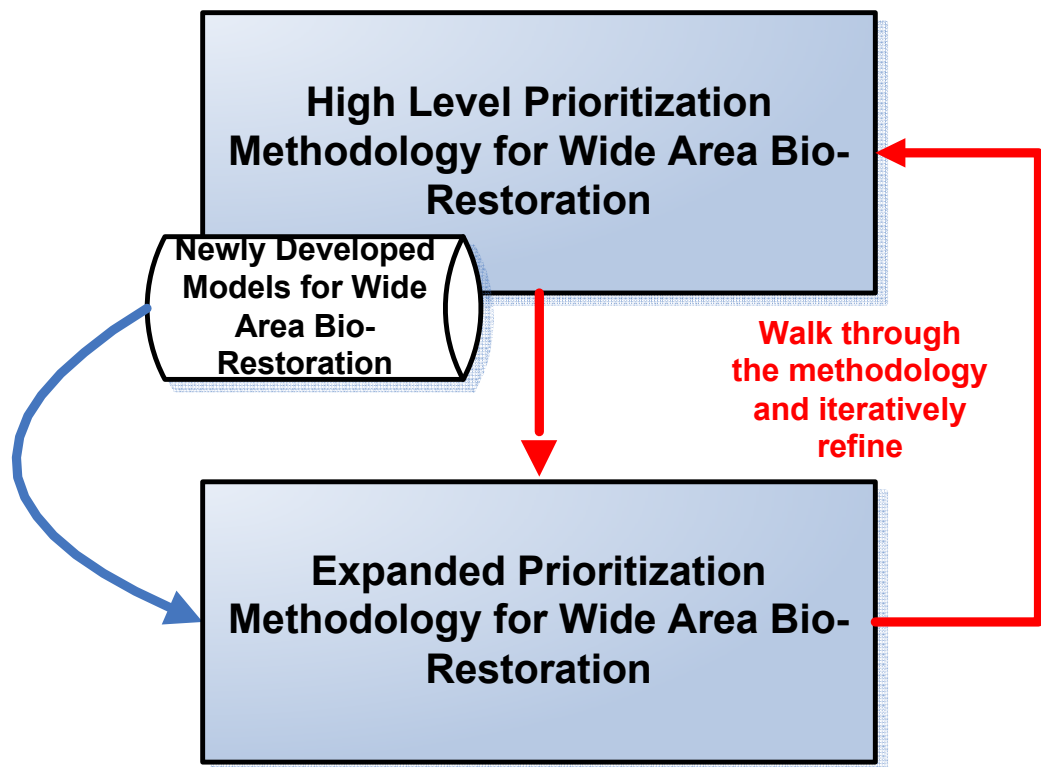 High Level Prioritization
Methodology for Wide Area Bio-
Restoration
Newly Developed
Models for Wide
Area Bio-
Restoration
Walk through
the methodology
and iteratively
refine
Expanded Prioritization
Methodology for Wide Area Bio-
Restoration